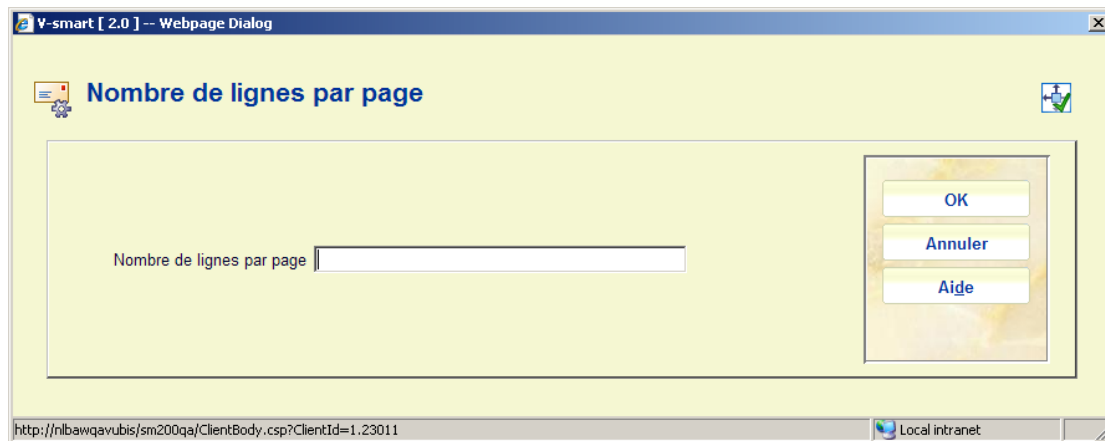 V-smart [ 2.0 ] -- Webpage Dialog
Nombre de lignes par page
Nombre de lignes par page
OK
Annuler
Aide
http://nlbawqavubis/sm200qa/ClientBody.csp?ClientId=1.23011
Local intranet